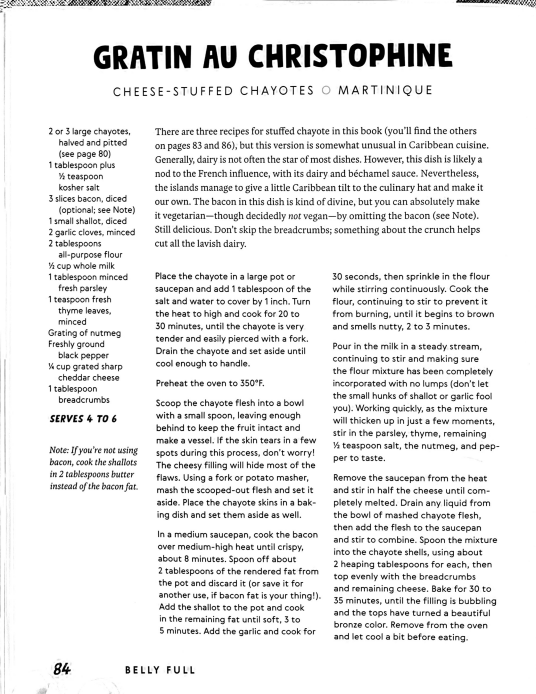 GRATIN AU CHRISTOPHINE
CHEESE-STUFFED CHAYOTES O MARTINIQUE
2 or 3 large chayotes,
halved and pitted
(see page 80)
1 tablespoon plus
½ teaspoon
kosher salt
3 slices bacon, diced
(optional; see Note)
1 small shallot, diced
2 garlic cloves, minced
2 tablespoons
all-purpose flour
½ cup whole milk
1 tablespoon minced
fresh parsley
1 teaspoon fresh
thyme leaves,
minced
Grating of nutmeg
Freshly ground
black pepper
¼ cup grated sharp
cheddar cheese
1 tablespoon
breadcrumbs
SERVES 4 TO 6
Note: If you're not using
bacon, cook the shallots
in 2 tablespoons butter
instead of the bacon fat.
There are three recipes for stuffed chayote in this book (you'll find the others
on pages 83 and 86), but this version is somewhat unusual in Caribbean cuisine.
Generally, dairy is not often the star of most dishes. However, this dish is likely a
nod to the French influence, with its dairy and béchamel sauce. Nevertheless,
the islands manage to give a little Caribbean tilt to the culinary hat and make it
our own. The bacon in this dish is kind of divine, but you can absolutely make
it vegetarian—though decidedly not vegan—by omitting the bacon (see Note).
Still delicious. Don't skip the breadcrumbs; something about the crunch helps
cut all the lavish dairy.
Place the chayote in a large pot or
saucepan and add 1 tablespoon of the
salt and water to cover by 1 inch. Turn
the heat to high and cook for 20 to
30 minutes, until the chayote is very
tender and easily pierced with a fork.
Drain the chayote and set aside until
cool enough to handle.
Preheat the oven to 350°F.
Scoop the chayote flesh into a bowl
with a small spoon, leaving enough
behind to keep the fruit intact and
make a vessel. If the skin tears in a few
spots during this process, don't worry!
The cheesy filling will hide most of the
flaws. Using a fork or potato masher,
mash the scooped-out flesh and set it
aside. Place the chayote skins in a bak-
ing dish and set them aside as well.
In a medium saucepan, cook the bacon
over medium-high heat until crispy,
about 8 minutes. Spoon off about
2 tablespoons of the rendered fat from
the pot and discard it (or save it for
another use, if bacon fat is your thing!).
Add the shallot to the pot and cook
in the remaining fat until soft, 3 to
5 minutes. Add the garlic and cook for
30 seconds, then sprinkle in the flour
while stirring continuously. Cook the
flour, continuing to stir to prevent it
from burning, until it begins to brown
and smells nutty, 2 to 3 minutes.
Pour in the milk in a steady stream,
continuing to stir and making sure
the flour mixture has been completely
incorporated with no lumps (don't let
the small hunks of shallot or garlic fool
you). Working quickly, as the mixture
will thicken up in just a few moments,
stir in the parsley, thyme, remaining
½ teaspoon salt, the nutmeg, and pep-
per to taste.
Remove the saucepan from the heat
and stir in half the cheese until com-
pletely melted. Drain any liquid from
the bowl of mashed chayote flesh,
then add the flesh to the saucepan
and stir to combine. Spoon the mixture
into the chayote shells, using about
2 heaping tablespoons for each, then
top evenly with the breadcrumbs
and remaining cheese. Bake for 30 to
35 minutes, until the filling is bubbling
and the tops have turned a beautiful
bronze color. Remove from the oven
and let cool a bit before eating.
84 BELLY FULL